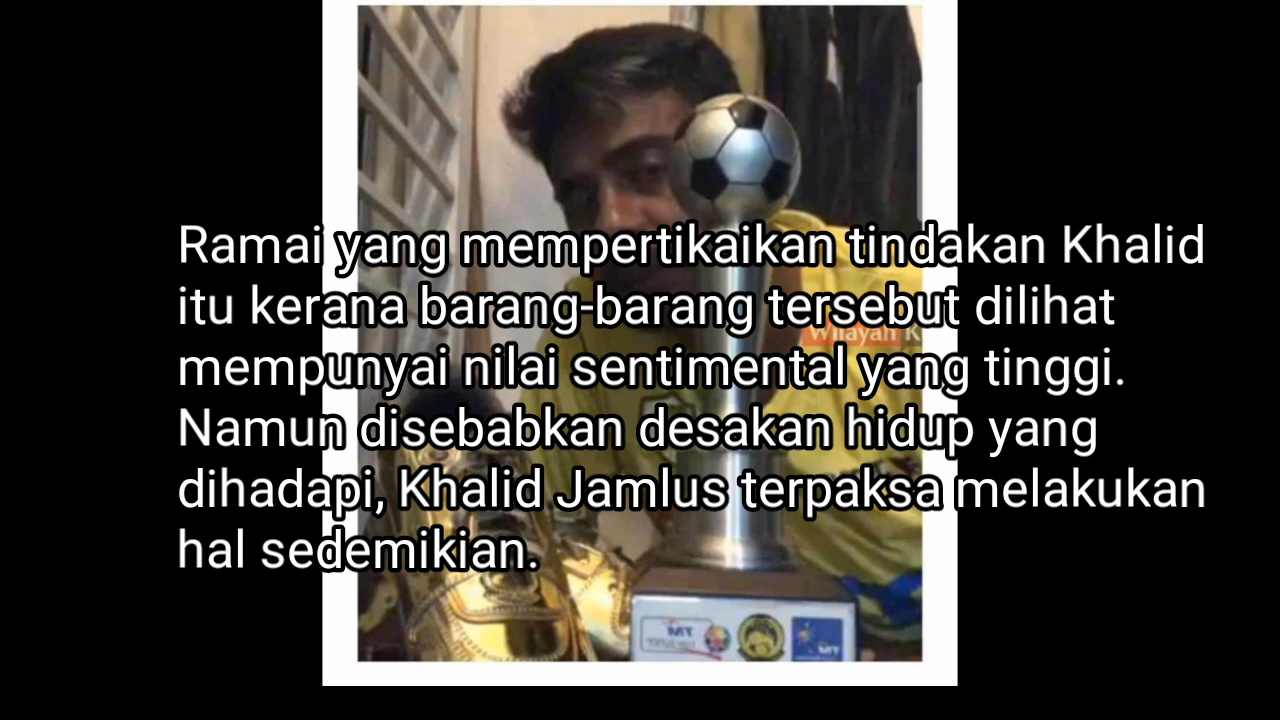 Ramai yang mempertikaikan tindakan Khalid
itu kerana barang-barang tersebut dilihat
mempunyai nilai sentimental yang tinggi.
Namun disebabkan desakan hidup yang
dihadapi, Khalid Jamlus terpaksa melakukan
hal sedemikian.
Wilayah K